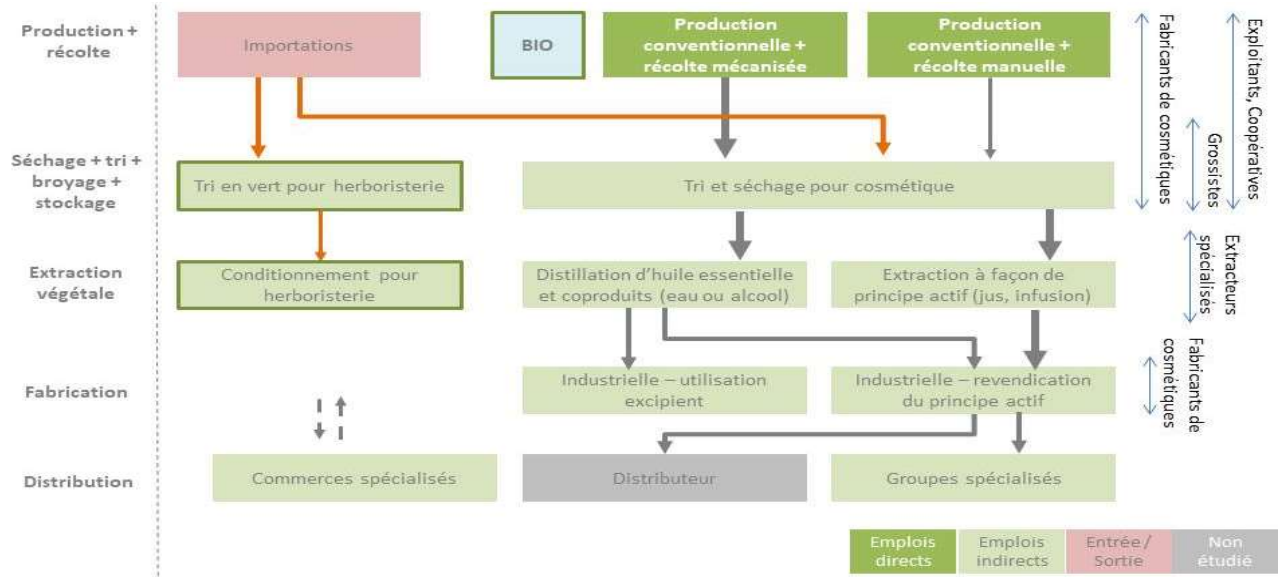 Production +
récolte
Importations
BIO
Production
conventionnelle +
récolte mécanisée
Production
conventionnelle +
récolte manuelle
Fabricants de cosmétiques
Grossistes
Exploitants, Coopératives
Séchage + tri +
broyage +
stockage
Tri en vert pour herboristerie
Tri et séchage pour cosmétique
Extraction
végétale
Conditionnement pour
herboristerie
Distillation d'huile essentielle
et coproduits (eau ou alcool)
Extraction à façon de
principe actif (jus, infusion)
Extracteurs
spécialisés
Fabrication
Industrielle – utilisation
excipient
Industrielle – revendication
du principe actif
Fabricants de
cosmétiques
Distribution
Commerces spécialisés
Distributeur
Groupes spécialisés
Emplois
directs
Emplois
indirects
Entrée /
Sortie
Non
étudié